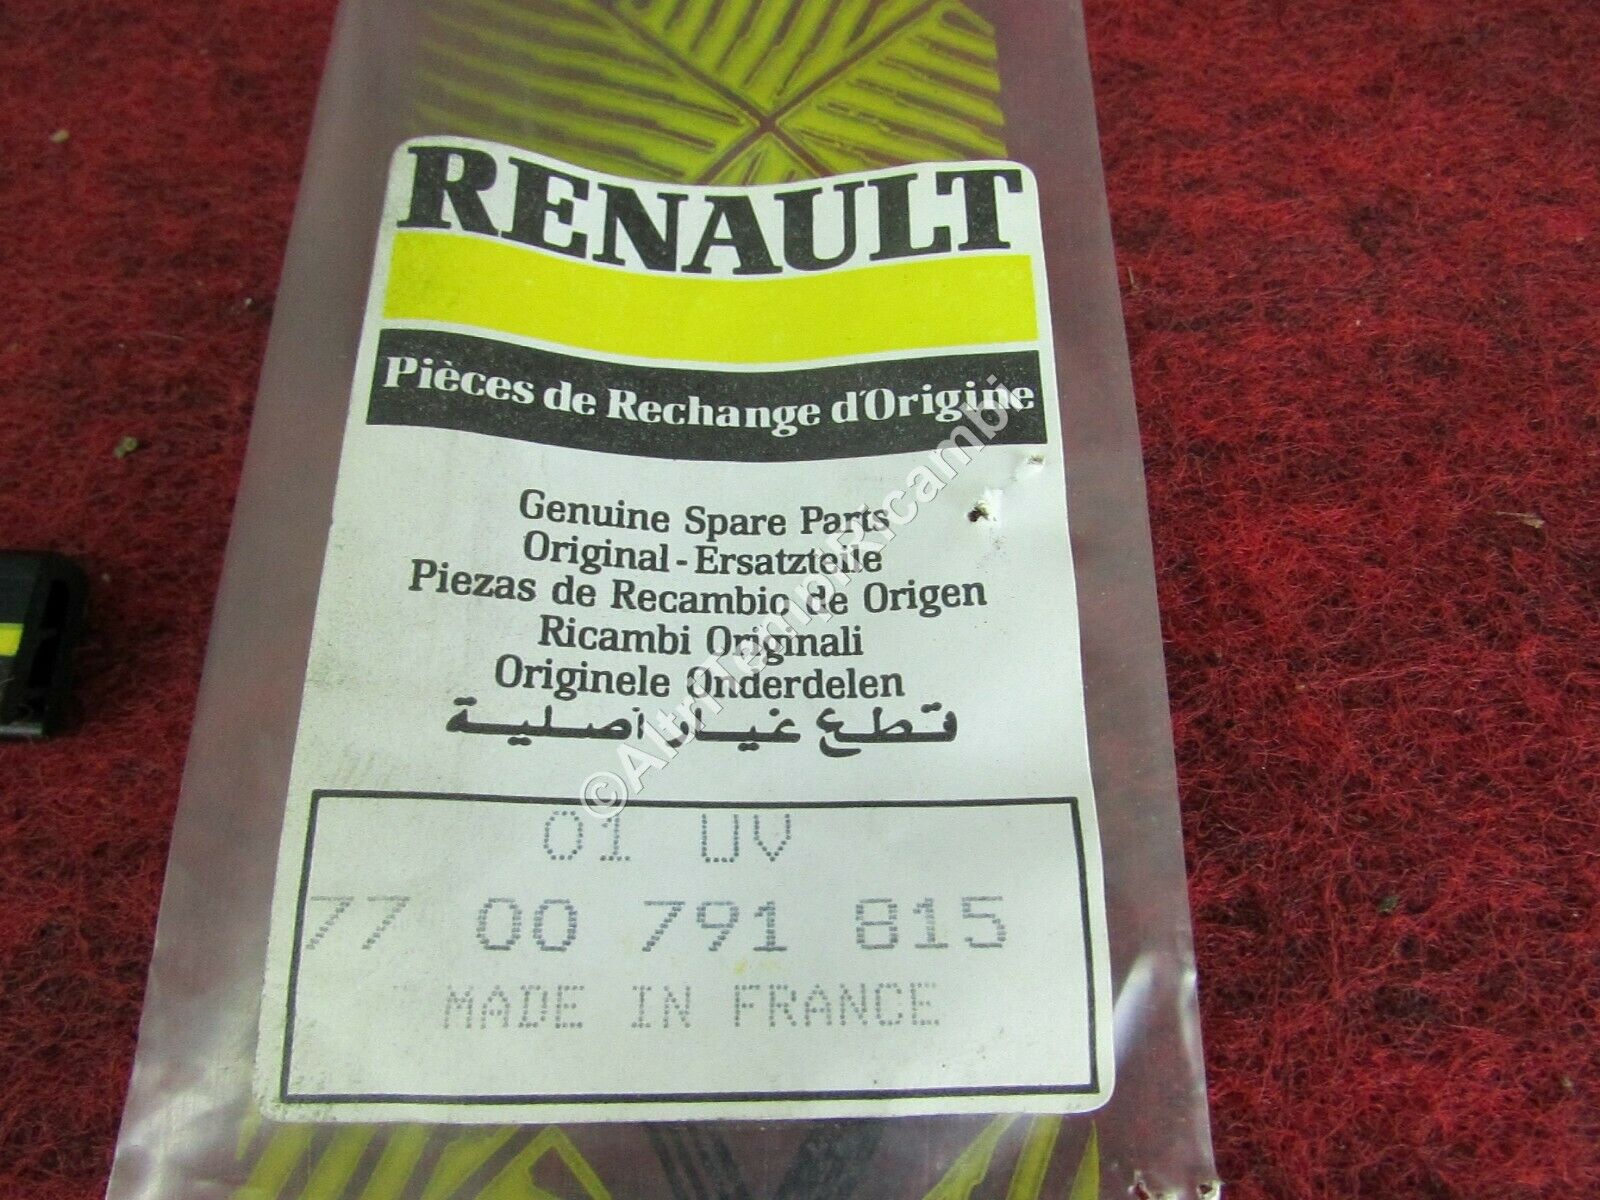 RENAULT
Pièces de Rechange d'Origine
Genuine Spare Parts
Original-Ersatzteile
Piezas de Recambio de Origen
Ricambi Originali
Originele Onderdelen
قطع غيار أصلية
©AltriTempiRicambi
01 UV
77 00 791 815
MADE IN FRANCE